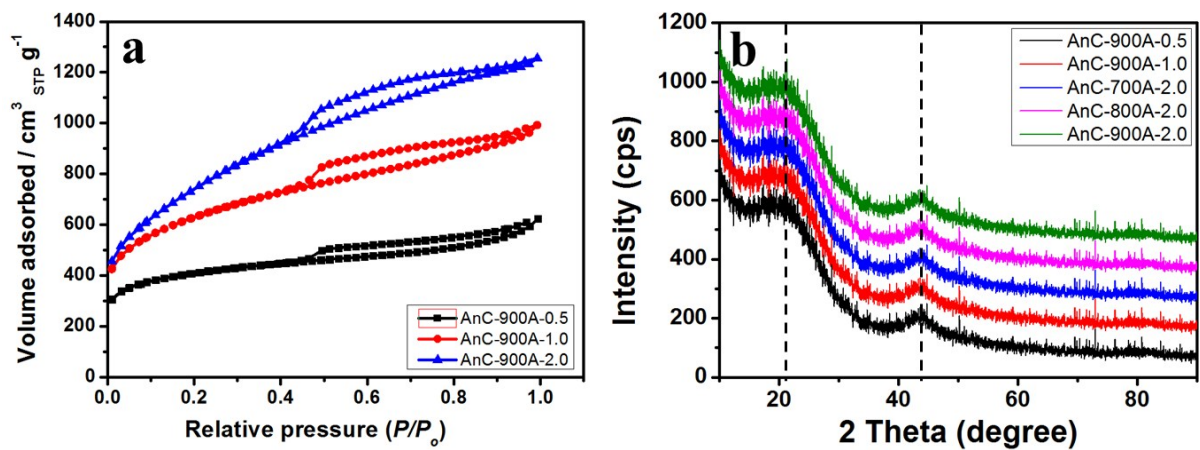 a
1400
1200
1000
800
600
400
200
0
Volume adsorbed / cm³ STP g⁻¹
AnC-900A-0.5
AnC-900A-1.0
AnC-900A-2.0
0.0 0.2 0.4 0.6 0.8 1.0
Relative pressure (P/Po)
b
1200
1000
800
600
400
200
0
Intensity (cps)
AnC-900A-0.5
AnC-900A-1.0
AnC-700A-2.0
AnC-800A-2.0
AnC-900A-2.0
20 40 60 80
2 Theta (degree)